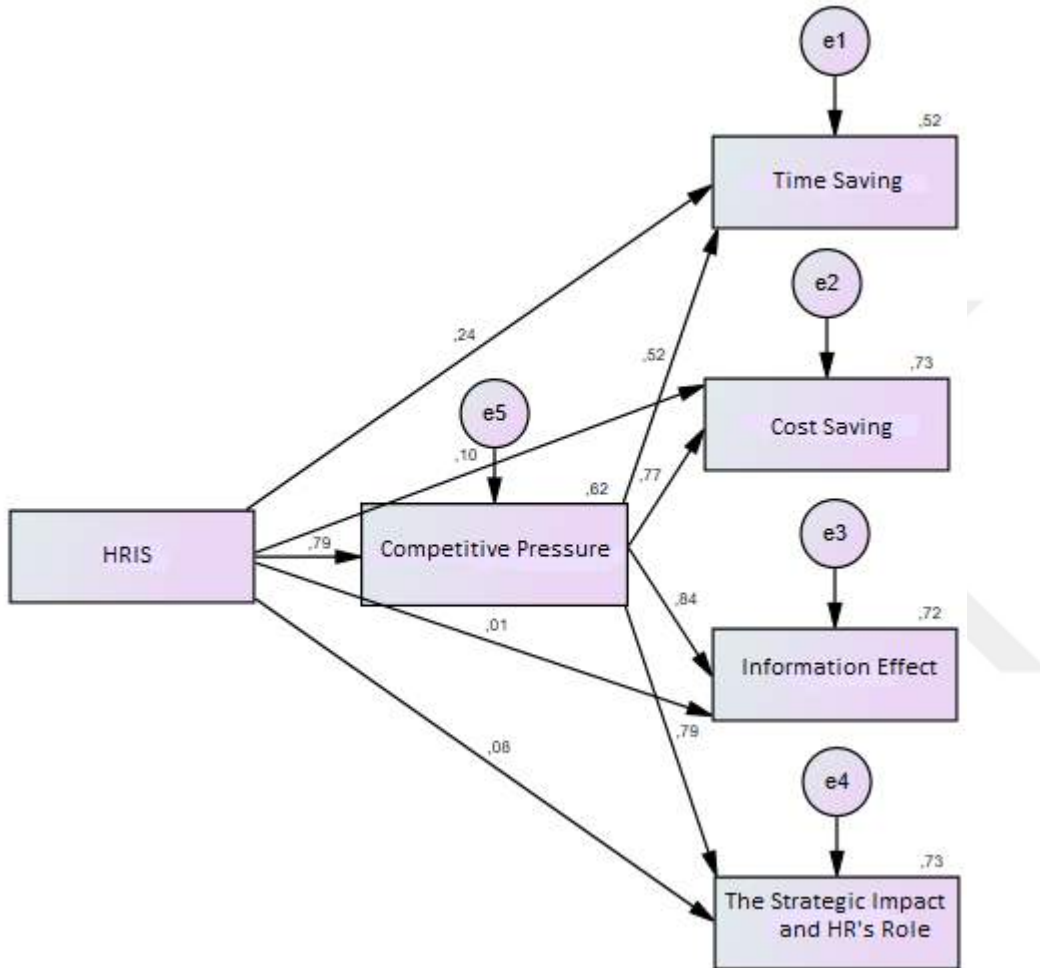 e1
,52
Time Saving
e2
,24
,52
,73
e5
Cost Saving
,10
,77
,62
HRIS
,79
Competitive Pressure
e3
,84
,72
,01
Information Effect
,79
,08
e4
,73
The Strategic Impact
and HR's Role